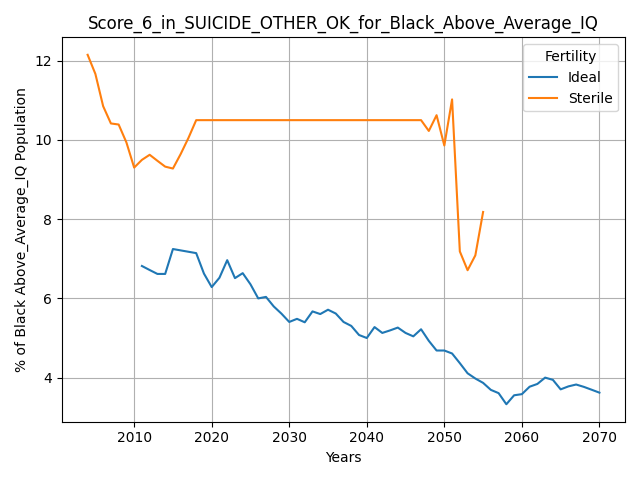 Score_6_in_SUICIDE_OTHER_OK_for_Black_Above_Average_IQ
Fertility
Ideal
Sterile
% of Black Above_Average_IQ Population
12
10
8
6
4
2010 2020 2030 2040 2050 2060 2070
Years